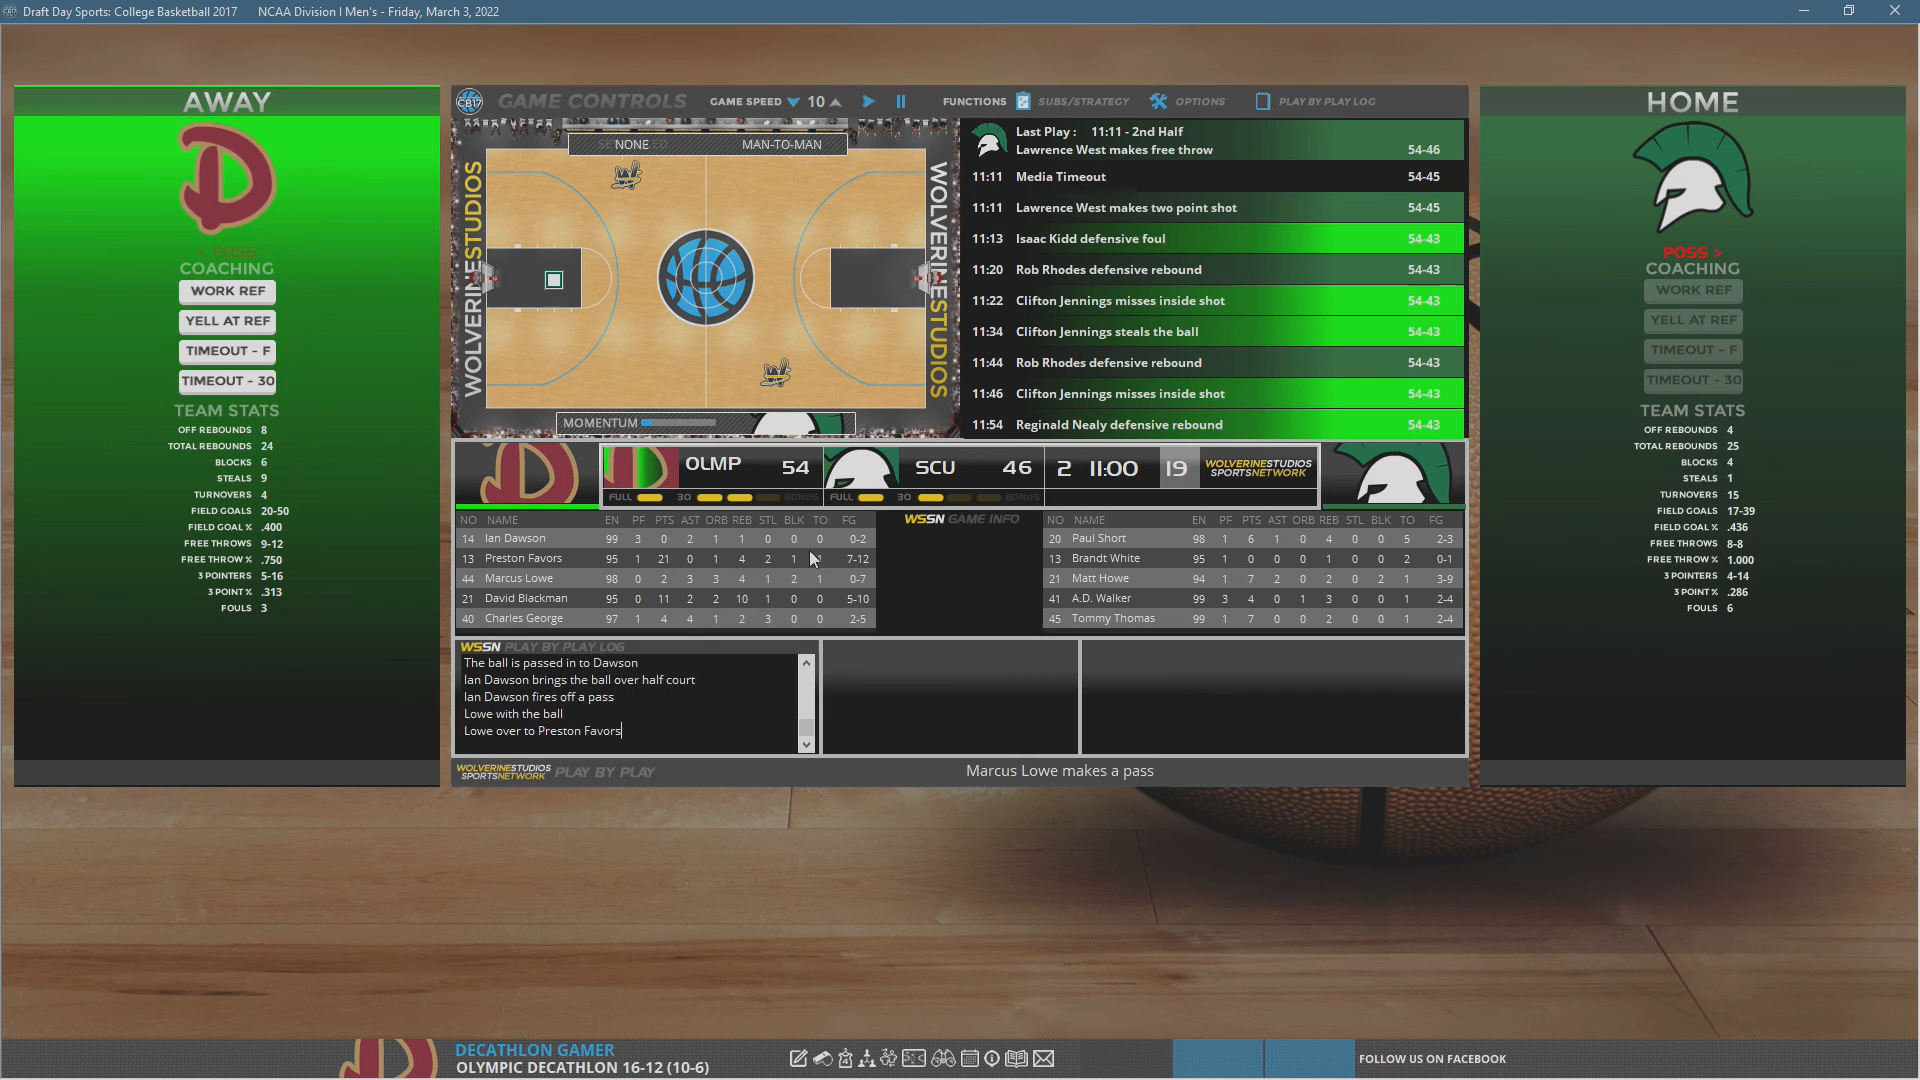 Draft Day Sports: College Basketball 2017 NCAA Division I Men's - Friday, March 3, 2022
AWAY
< POSS
COACHING
WORK REF
YELL AT REF
TIMEOUT - F
TIMEOUT - 30
TEAM STATS
OFF REBOUNDS 8
TOTAL REBOUNDS 24
BLOCKS 6
STEALS 9
TURNOVERS 4
FIELD GOALS 20-50
FIELD GOAL % .400
FREE THROWS 9-12
FREE THROW % .750
3 POINTERS 5-16
3 POINT % .313
FOULS 3
CB17 GAME CONTROLS GAME SPEED 10 FUNCTIONS SUBS/STRATEGY OPTIONS PLAY BY PLAY LOG
NONE MAN-TO-MAN
WOLVERINESTUDIOS
WOLVERINESTUDIOS
MOMENTUM
Last Play : 11:11 - 2nd Half
Lawrence West makes free throw 54-46
11:11 Media Timeout 54-45
11:11 Lawrence West makes two point shot 54-45
11:13 Isaac Kidd defensive foul 54-43
11:20 Rob Rhodes defensive rebound 54-43
11:22 Clifton Jennings misses inside shot 54-43
11:34 Clifton Jennings steals the ball 54-43
11:44 Rob Rhodes defensive rebound 54-43
11:46 Clifton Jennings misses inside shot 54-43
11:54 Reginald Nealy defensive rebound 54-43
OLMP 54 SCU 46 2 11:00 19 WOLVERINESTUDIOS SPORTSNETWORK
FULL 30 BONUS FULL 30 BONUS
NO NAME EN PF PTS AST ORB REB STL BLK TO FG
14 Ian Dawson 99 3 0 2 1 1 0 0 0 0-2
13 Preston Favors 95 1 21 0 1 4 2 1 7-12
44 Marcus Lowe 98 0 2 3 3 4 1 2 1 0-7
21 David Blackman 95 0 11 2 2 10 1 0 0 5-10
40 Charles George 97 1 4 4 1 2 3 0 0 2-5
WSSN GAME INFO
NO NAME EN PF PTS AST ORB REB STL BLK TO FG
20 Paul Short 98 1 6 1 0 4 0 0 5 2-3
13 Brandt White 95 1 0 0 0 0 0 0 2 0-1
21 Matt Howe 94 1 7 2 0 2 0 2 1 3-9
41 A.D. Walker 99 3 4 0 1 3 0 0 1 2-4
45 Tommy Thomas 99 1 7 0 0 2 0 0 1 2-4
WSSN PLAY BY PLAY LOG
The ball is passed in to Dawson
Ian Dawson brings the ball over half court
Ian Dawson fires off a pass
Lowe with the ball
Lowe over to Preston Favors
WOLVERINESTUDIOS SPORTSNETWORK PLAY BY PLAY Marcus Lowe makes a pass
HOME
POSS >
COACHING
WORK REF
YELL AT REF
TIMEOUT - F
TIMEOUT - 30
TEAM STATS
OFF REBOUNDS 4
TOTAL REBOUNDS 25
BLOCKS 4
STEALS 1
TURNOVERS 15
FIELD GOALS 17-39
FIELD GOAL % .436
FREE THROWS 8-8
FREE THROW % 1.000
3 POINTERS 4-14
3 POINT % .286
FOULS 6
DECATHLON GAMER
OLYMPIC DECATHLON 16-12 (10-6)
FOLLOW US ON FACEBOOK